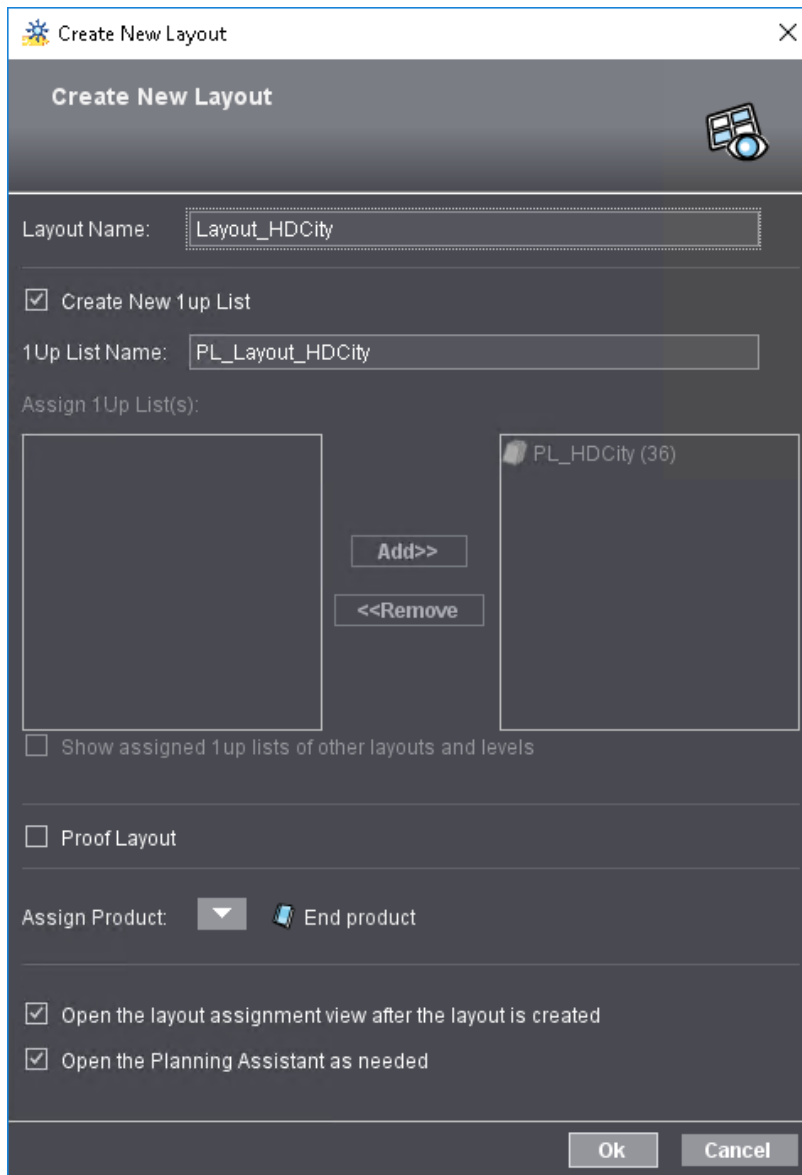 Create New Layout
Create New Layout
Layout Name: Layout_HDCity
Create New 1up List
1Up List Name: PL_Layout_HDCity
Assign 1Up List(s):
PL_HDCity (36)
Add>>
<<Remove
Show assigned 1up lists of other layouts and levels
Proof Layout
Assign Product: End product
Open the layout assignment view after the layout is created
Open the Planning Assistant as needed
Ok Cancel